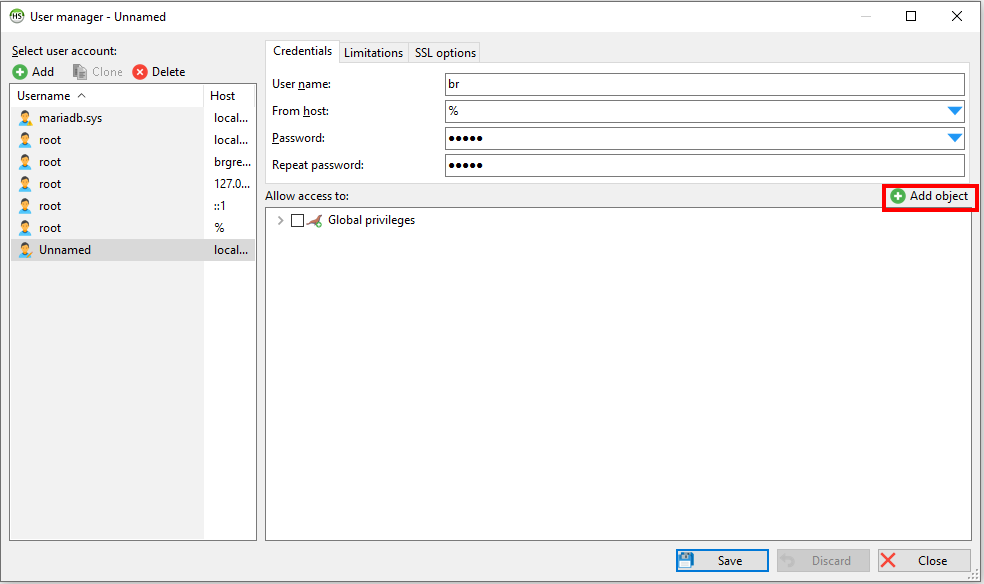 HS User manager - Unnamed
Select user account:
Add Clone Delete
Username Host
mariadb.sys local...
root local...
root brgre...
root 127.0...
root ::1
root %
Unnamed local...
Credentials Limitations SSL options
User name: br
From host: %
Password: ●●●●●
Repeat password: ●●●●●
Allow access to: Add object
Global privileges
Save Discard Close